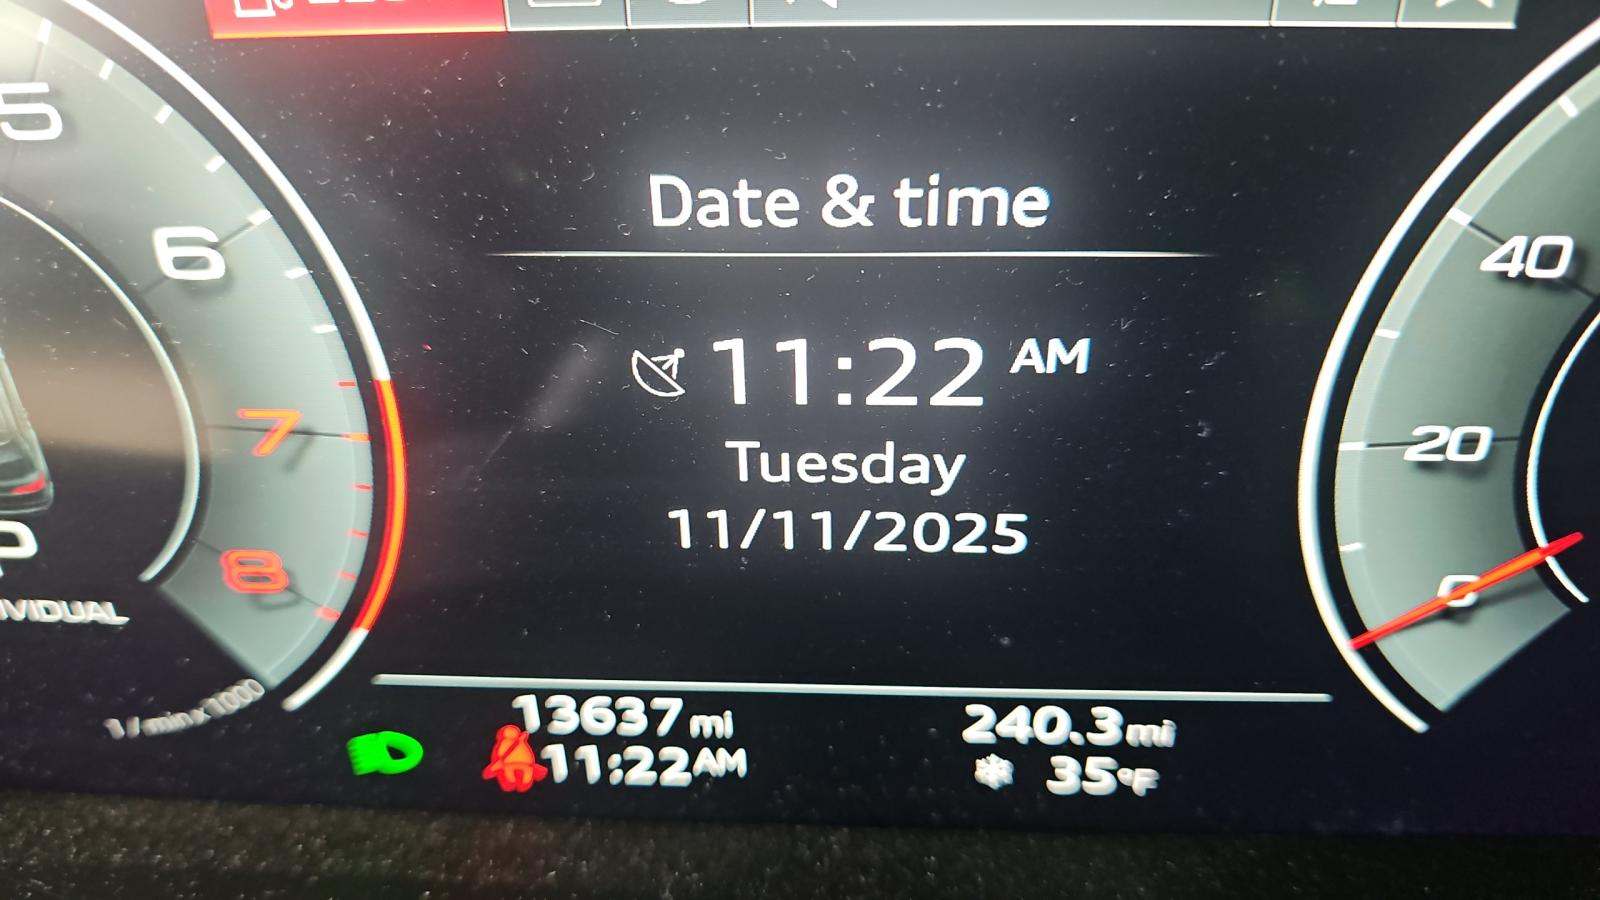 Date & time
11:22 AM
Tuesday
11/11/2025
5
6
7
8
P
1/min x 1000
40
20
0
13637 mi
11:22 AM
240.3 mi
35°F